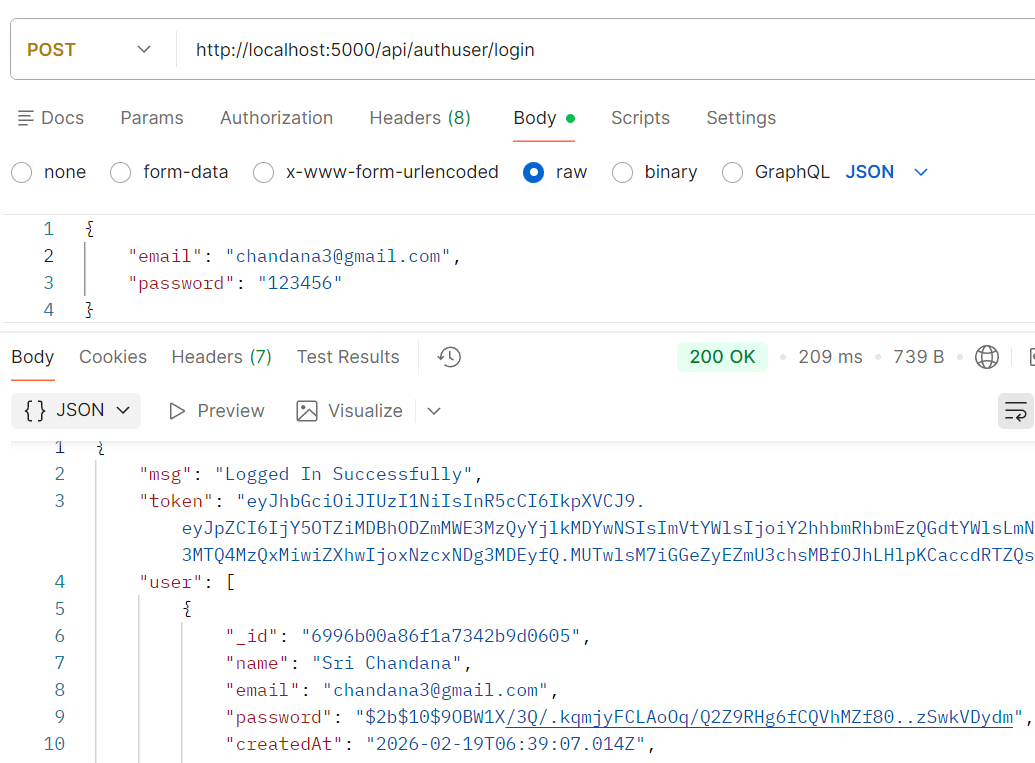 POST http://localhost:5000/api/authuser/login
Docs Params Authorization Headers (8) Body Scripts Settings
none form-data x-www-form-urlencoded raw binary GraphQL JSON
1 {
2 "email": "chandana3@gmail.com",
3 "password": "123456"
4 }
Body Cookies Headers (7) Test Results 200 OK 209 ms 739 B
{} JSON Preview Visualize
1 {
2 "msg": "Logged In Successfully",
3 "token": "eyJhbGciOiJIUzI1NiIsInR5cCI6IkpXVCJ9.
eyJpZCI6IjY5OTZiMDBhODZmMWE3MzQyYjlkMDYwNSIsImVtYWlsIjoiY2hhbmRhbmEzQGdtYWlsLmN
3MTQ4MzQxMiwiZXhwIjoxNzcxNDg3MDEyfQ.MUTwlsM7iGGeZyEZmU3chsMBfOJhLHlpKCaccdRTZQs
4 "user": [
5 {
6 "_id": "6996b00a86f1a7342b9d0605",
7 "name": "Sri Chandana",
8 "email": "chandana3@gmail.com",
9 "password": "$2b$10$9OBW1X/3Q/.kqmjyFCLAoOq/Q2Z9RHg6fCQVhMZf80..zSwkVDydm",
10 "createdAt": "2026-02-19T06:39:07.014Z",